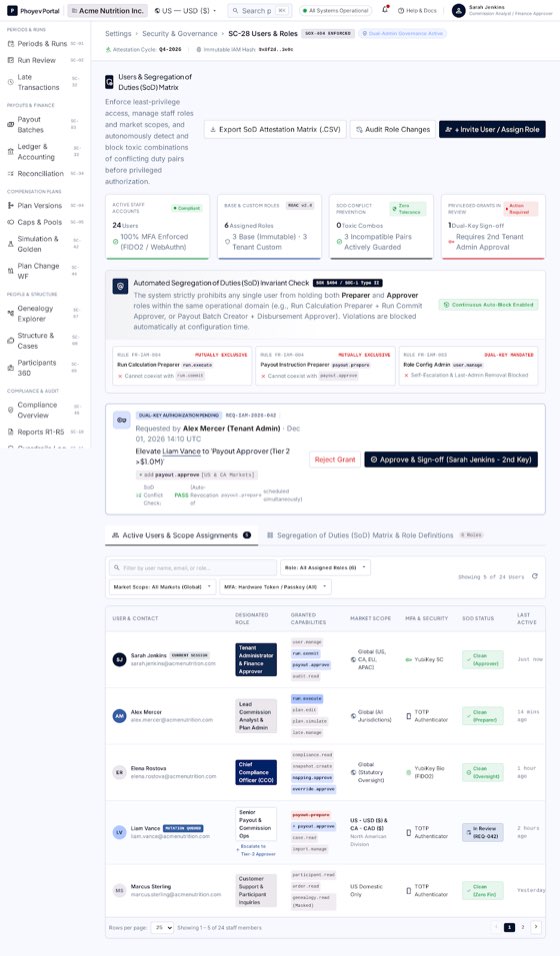 Phoyev Portal
Acme Nutrition Inc.
US — USD ($)
Search p
All Systems Operational
Help & Docs
Sarah Jenkins
Commission Analyst / Finance Approver
PERIODS & RUNS
Periods & Runs SC-01
Run Review
Late Transactions
PAYOUTS & FINANCE
Payout Batches
Ledger & Accounting
Reconciliation
COMPENSATION PLANS
Plan Versions
Caps & Pools
Simulation & Golden
Plan Change WF
PEOPLE & STRUCTURE
Genealogy Explorer
Structure & Cases
Participants 360
COMPLIANCE & AUDIT
Compliance Overview
Reports R1-R5
Settings › Security & Governance › SC-28 Users & Roles
SOX-404 ENFORCED
Dual-Admin Governance Active
Attestation Cycle: Q4-2026
Immutable IAM Hash:
Users & Segregation of Duties (SoD) Matrix
Enforce least-privilege
access, manage staff roles
and market scopes, and
autonomously detect and
block toxic combinations
of conflicting duty pairs
before privileged
authorization.
Export SoD Attestation Matrix (.CSV)
Audit Role Changes
+ Invite User / Assign Role
ACTIVE STAFF ACCOUNTS
Compliant
24 Users
100% MFA Enforced (FIDO2 / WebAuthn)
BASE & CUSTOM ROLES
RBAC v2.0
6 Assigned Roles
3 Base (Immutable) · 3 Tenant Custom
SOD CONFLICT PREVENTION
Zero Tolerance
0 Toxic Combos
3 Incompatible Pairs Actively Guarded
PRIVILEGED GRANTS IN REVIEW
Action Required
1 Dual-Key Sign-off
Requires 2nd Tenant Admin Approval
Automated Segregation of Duties (SoD) Invariant Check
SOX §404 / SOC-1 Type II
The system strictly prohibits any single user from holding both Preparer and Approver
roles within the same operational domain (e.g., Run Calculation Preparer + Run Commit
Approver, or Payout Batch Creator + Disbursement Approver). Violations are blocked
automatically at configuration time.
Continuous Auto-Block Enabled
RULE FR-IAM-004 MUTUALLY EXCLUSIVE
Run Calculation Preparer run.execute
Cannot coexist with run.commit
RULE FR-IAM-004 MUTUALLY EXCLUSIVE
Payout Instruction Preparer payout.prepare
Cannot coexist with payout.approve
RULE FR-IAM-005 DUAL-KEY MANDATED
Role Config Admin user.manage
Self-Escalation & Last-Admin Removal Blocked
DUAL-KEY AUTHORIZATION PENDING REQ-IAM-2026-042
Requested by Alex Mercer (Tenant Admin) · Dec
01, 2026 14:10 UTC
Elevate Liam Vance to 'Payout Approver (Tier 2
>$1.0M)'
+ add payout.approve [US & CA Markets]
SoD Conflict Check: PASS (Auto-Revocation of payout.prepare scheduled simultaneously)
Reject Grant
Approve & Sign-off (Sarah Jenkins - 2nd Key)
Active Users & Scope Assignments 5
Segregation of Duties (SoD) Matrix & Role Definitions 6 Roles
Filter by user name, email, or role...
Role: All Assigned Roles (6)
Market Scope: All Markets (Global)
MFA: Hardware Token / Passkey (All)
Showing 5 of 24 Users
USER & CONTACT DESIGNATED ROLE GRANTED CAPABILITIES MARKET SCOPE MFA & SECURITY SOD STATUS LAST ACTIVE
SJ Sarah Jenkins CURRENT SESSION
sarah.jenkins@acmenutrition.com
Tenant Administrator & Finance Approver
user.manage
run.commit
payout.approve
audit.read
Global (US, CA, EU, APAC)
YubiKey 5C
Clean (Approver)
Just now
AM Alex Mercer
alex.mercer@acmenutrition.com
Lead Commission Analyst & Plan Admin
run.execute
plan.edit
plan.simulate
late.manage
Global (All Jurisdictions)
TOTP Authenticator
Clean (Preparer)
14 mins ago
ER Elena Rostova
elena.rostova@acmenutrition.com
Chief Compliance Officer (CCO)
compliance.read
snapshot.create
mapping.approve
override.approve
Global (Statutory Oversight)
YubiKey Bio (FIDO2)
Clean (Oversight)
1 hour ago
LV Liam Vance MUTATION QUEUED
liam.vance@acmenutrition.com
Senior Payout & Commission Ops
Escalate to Tier-2 Approver
payout.prepare
+ payout.approve
case.read
import.manage
US - USD ($) & CA - CAD ($)
North American Division
TOTP Authenticator
In Review (REQ-042)
2 hours ago
MS Marcus Sterling
marcus.sterling@acmenutrition.com
Customer Support & Participant Inquiries
participant.read
order.read
genealogy.read (Masked)
US Domestic Only
TOTP Authenticator
Clean (Zero Fin)
Yesterday
Rows per page: 25 Showing 1 – 5 of 24 staff members
1 2